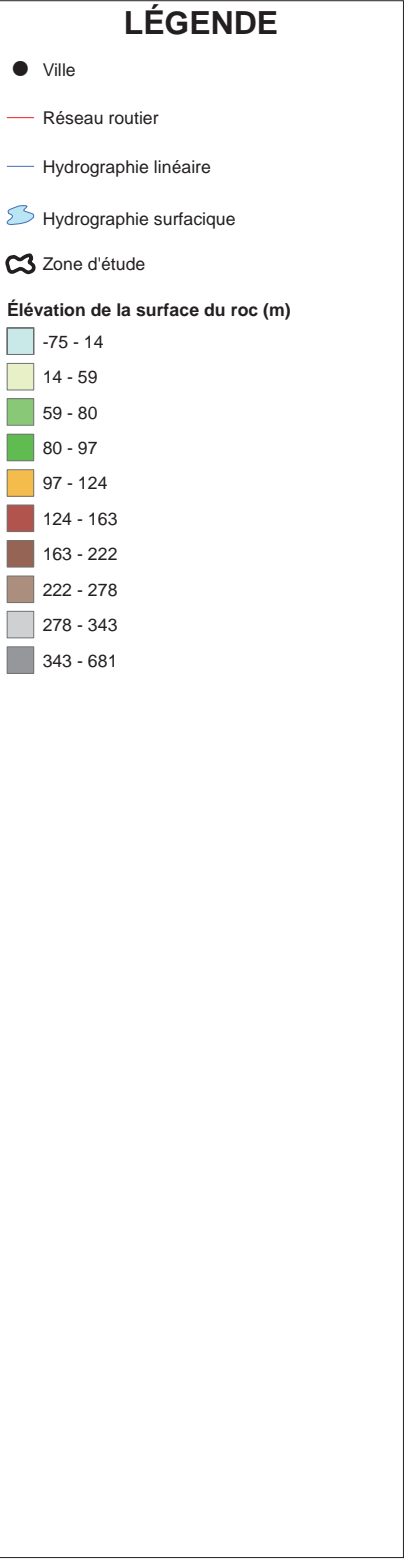 LÉGENDE
Ville
Réseau routier
Hydrographie linéaire
Hydrographie surfacique
Zone d'étude
Élévation de la surface du roc (m)
-75 - 14
14 - 59
59 - 80
80 - 97
97 - 124
124 - 163
163 - 222
222 - 278
278 - 343
343 - 681